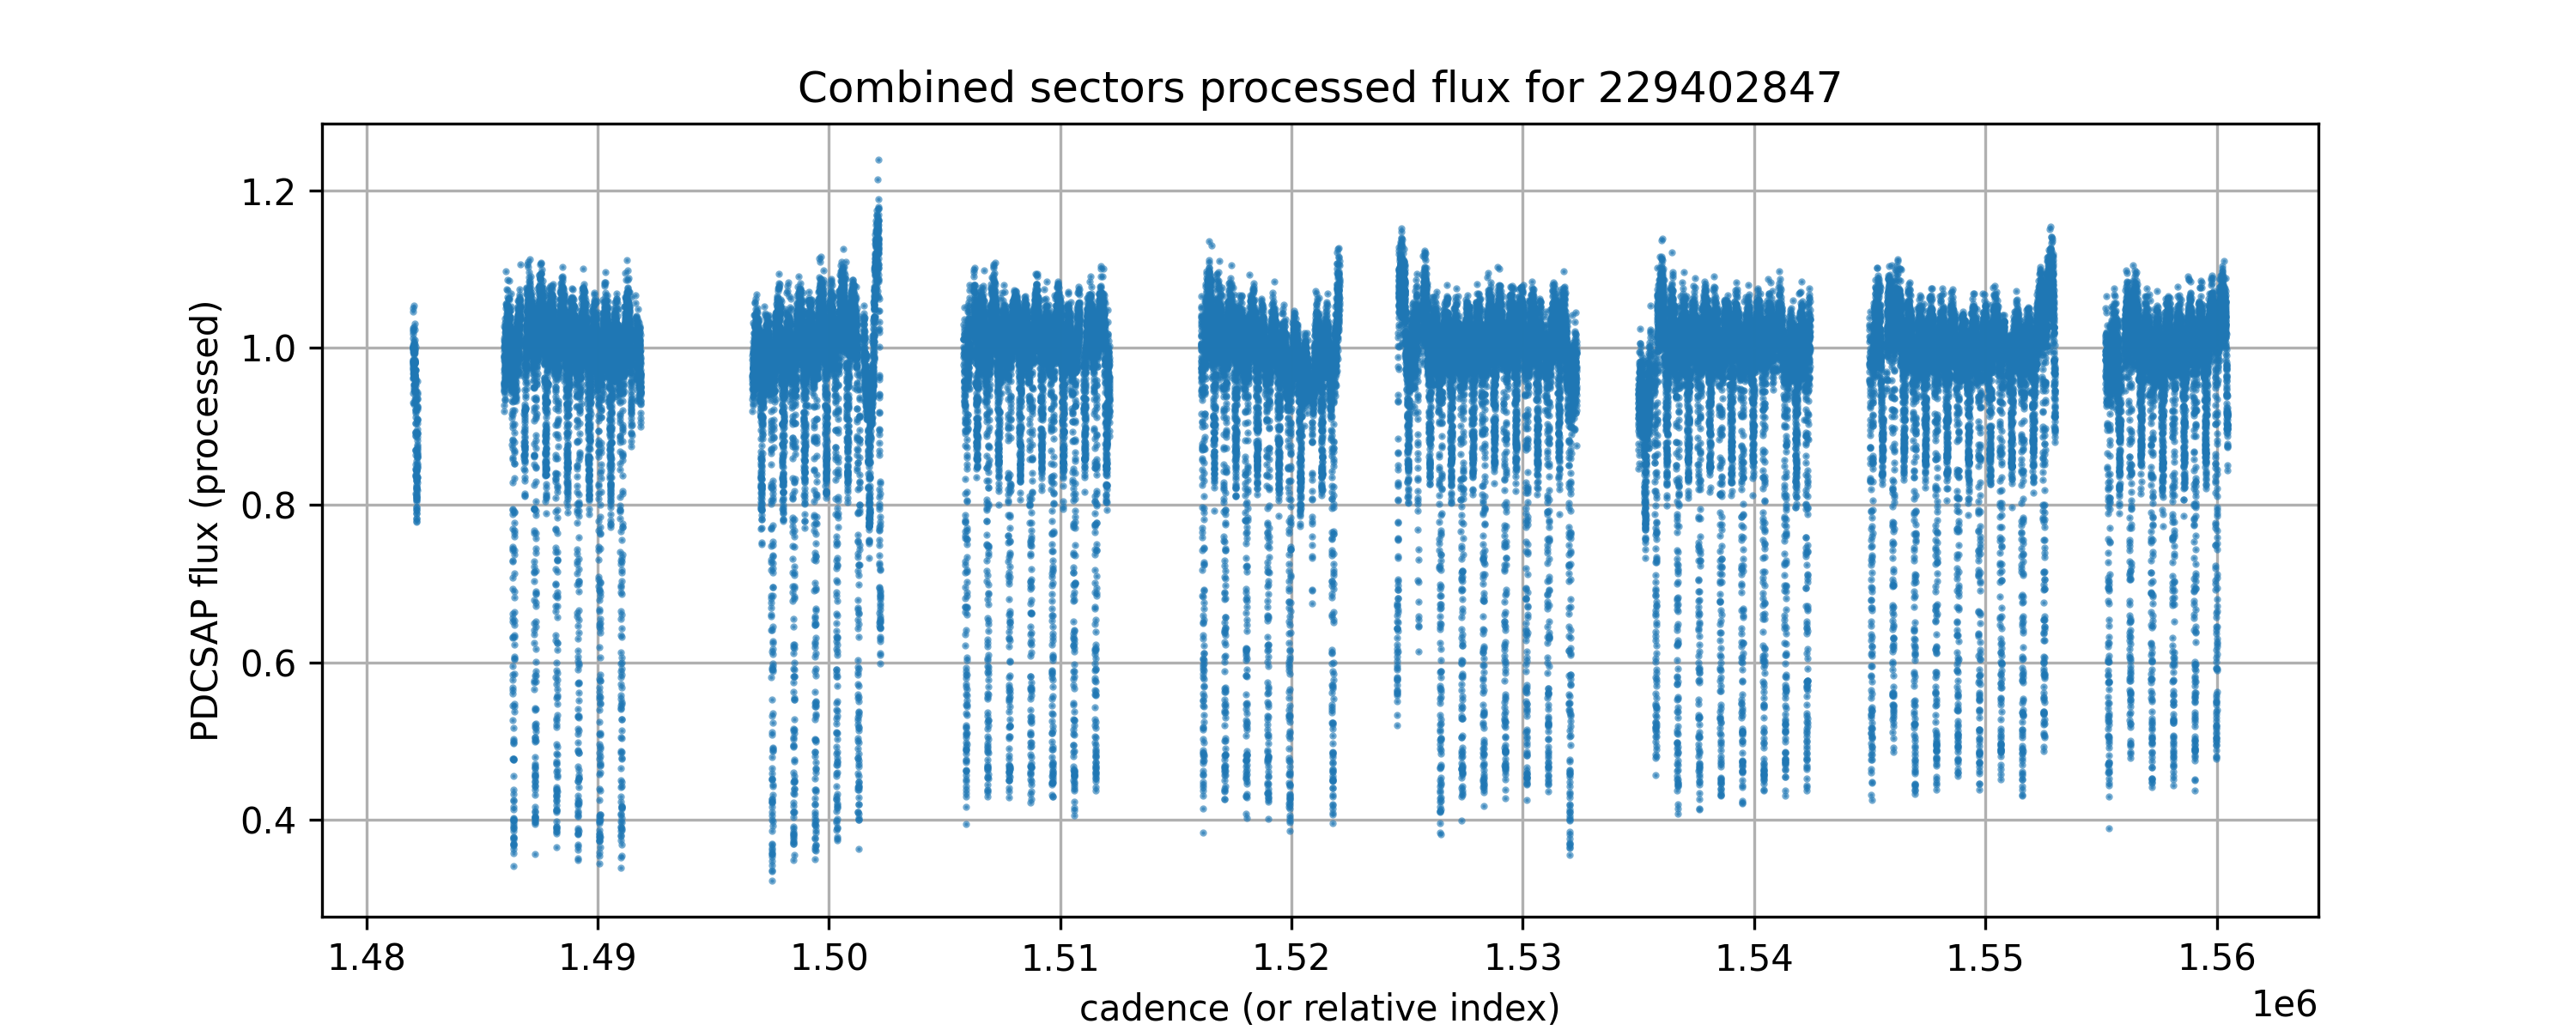 Combined sectors processed flux for 229402847
PDCSAP flux (processed)
1.2
1.0
0.8
0.6
0.4
1.48 1.49 1.50 1.51 1.52 1.53 1.54 1.55 1.56
1e6
cadence (or relative index)